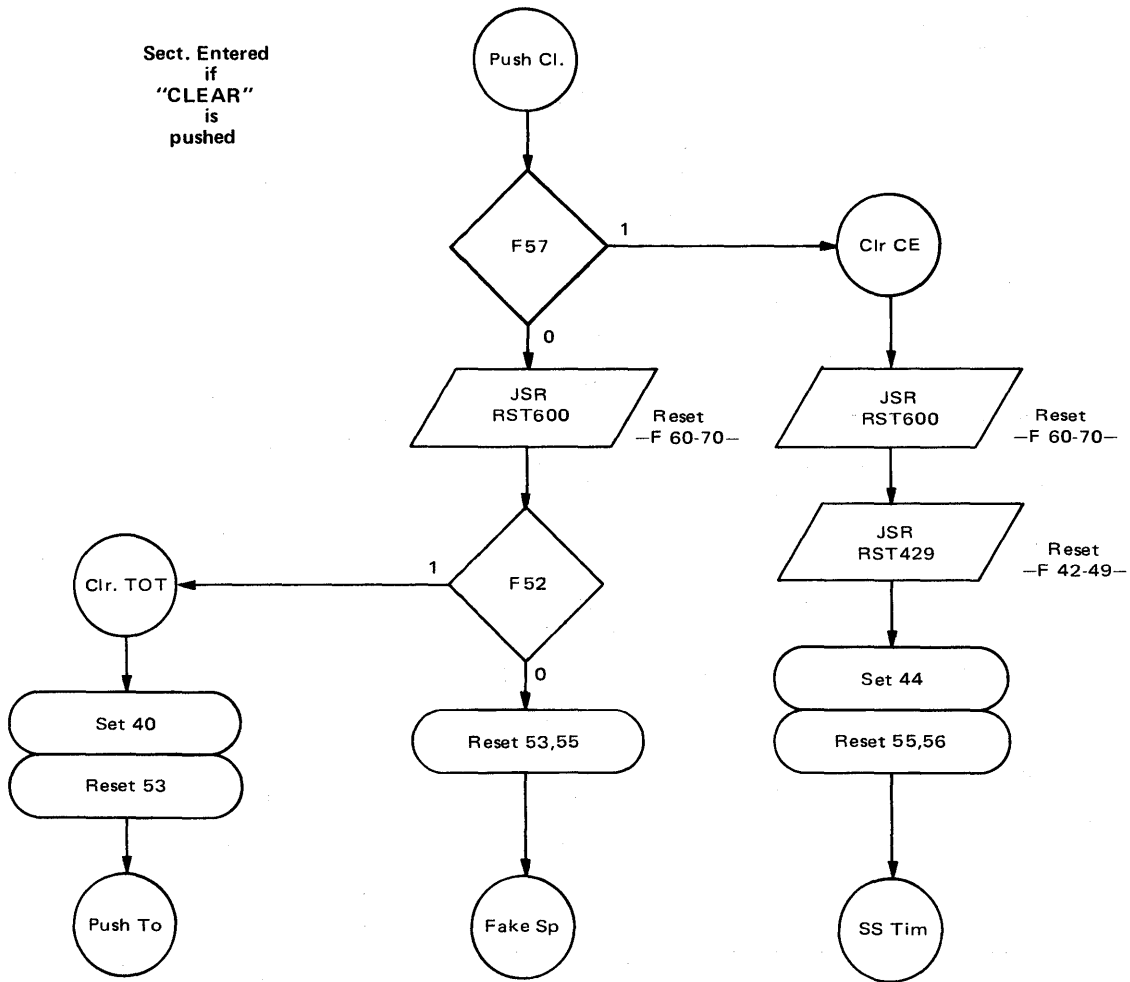 Sect. Entered
if
"CLEAR"
is
pushed
Push Cl.
F57
1
Clr CE
0
JSR
RST600
Reset
—F 60-70—
JSR
RST600
Reset
—F 60-70—
JSR
RST429
Reset
—F 42-49—
F52
1
Clr. TOT
0
Set 40
Reset 53
Reset 53,55
Set 44
Reset 55,56
Push To
Fake Sp
SS Tim